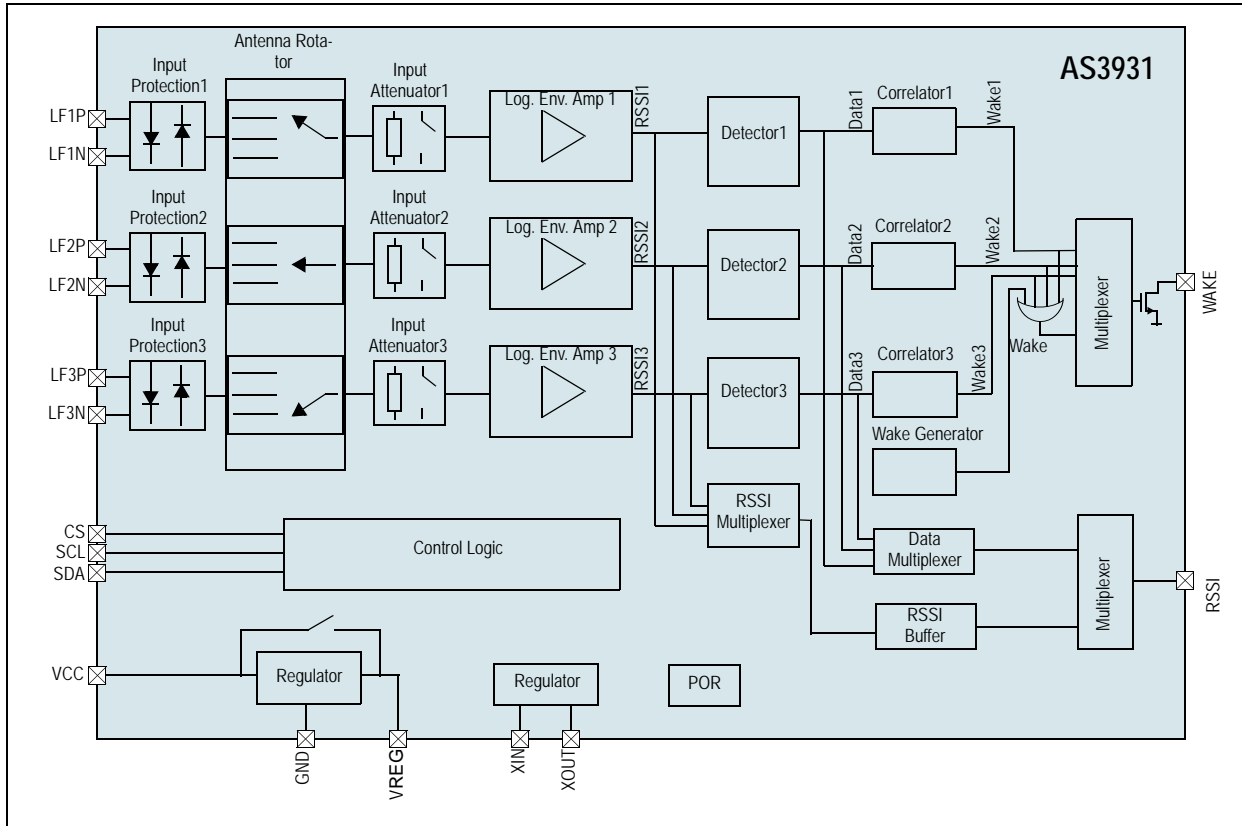 Antenna Rota-
tor
AS3931
Input
Protection1
Input
Attenuator1
Log. Env. Amp 1
RSSI1
Detector1
Data1
Correlator1
Wake1
LF1P
LF1N
Input
Protection2
Input
Attenuator2
Log. Env. Amp 2
RSSI2
Detector2
Data2
Correlator2
Wake2
LF2P
LF2N
Multiplexer
WAKE
Input
Protection3
Input
Attenuator3
Log. Env. Amp 3
RSSI3
Detector3
Data3
Correlator3
Wake3
Wake
LF3P
LF3N
Wake Generator
RSSI
Multiplexer
CS
SCL
SDA
Control Logic
Data
Multiplexer
RSSI
Buffer
Multiplexer
RSSI
VCC
Regulator
Regulator
POR
GND
VREG
XIN
XOUT